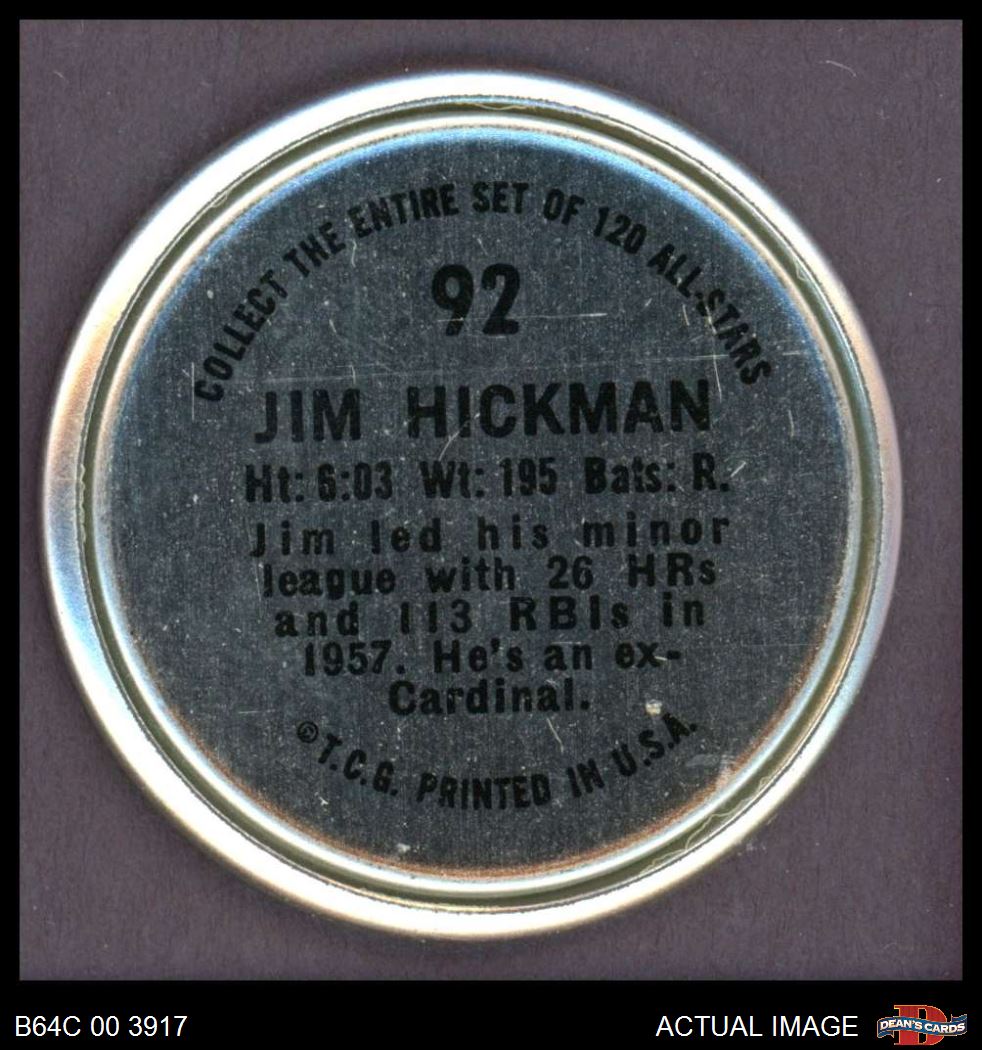 COLLECT THE ENTIRE SET OF 120 ALL-STARS
92
JIM HICKMAN
Ht: 6:03 Wt: 195 Bats: R.
Jim led his minor
league with 26 HRs
and 113 RBIs in
1957. He's an ex-
Cardinal.
© T.C.G. PRINTED IN U.S.A.
B64C 00 3917
ACTUAL IMAGE
D
DEAN'S CARDS